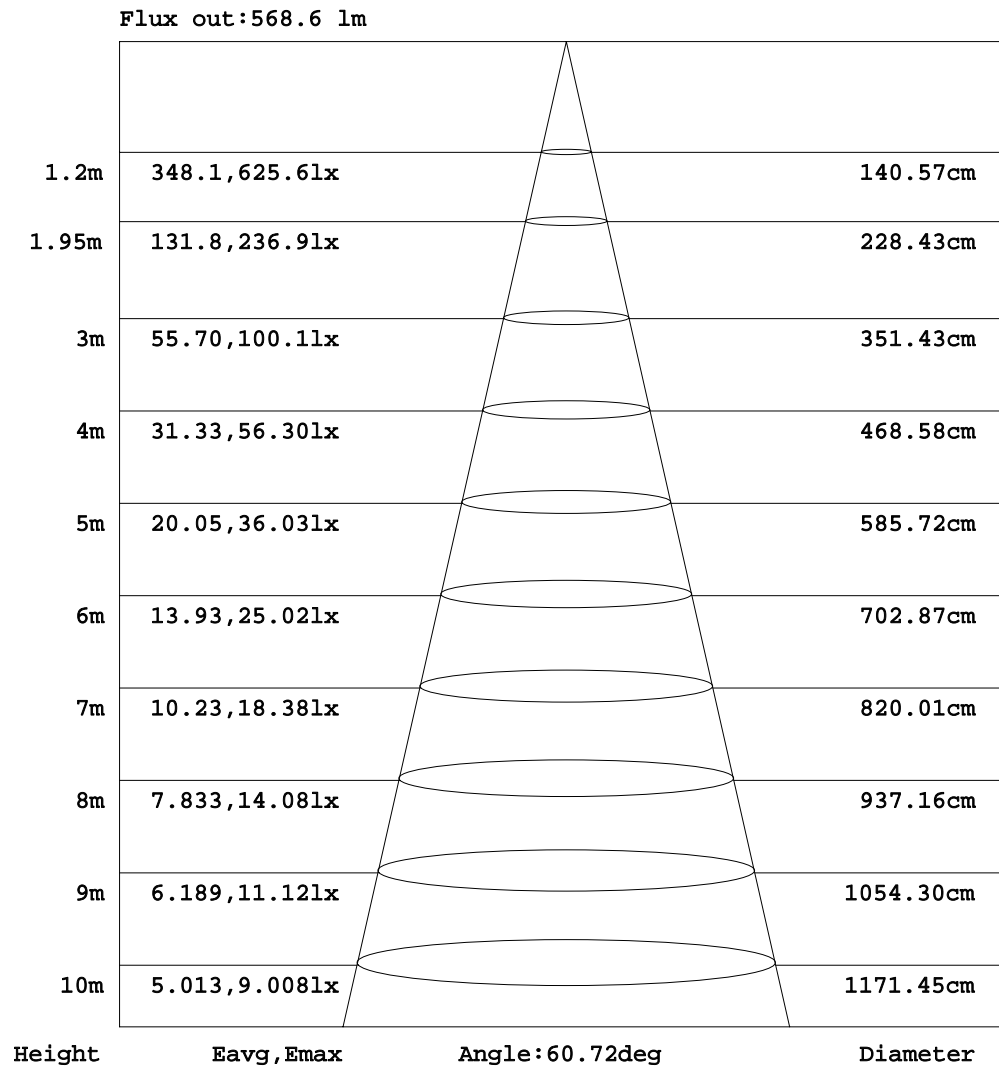 Flux out:568.6 lm
1.2m 348.1,625.6lx 140.57cm
1.95m 131.8,236.9lx 228.43cm
3m 55.70,100.1lx 351.43cm
4m 31.33,56.30lx 468.58cm
5m 20.05,36.03lx 585.72cm
6m 13.93,25.02lx 702.87cm
7m 10.23,18.38lx 820.01cm
8m 7.833,14.08lx 937.16cm
9m 6.189,11.12lx 1054.30cm
10m 5.013,9.008lx 1171.45cm
Height Eavg,Emax Angle:60.72deg Diameter